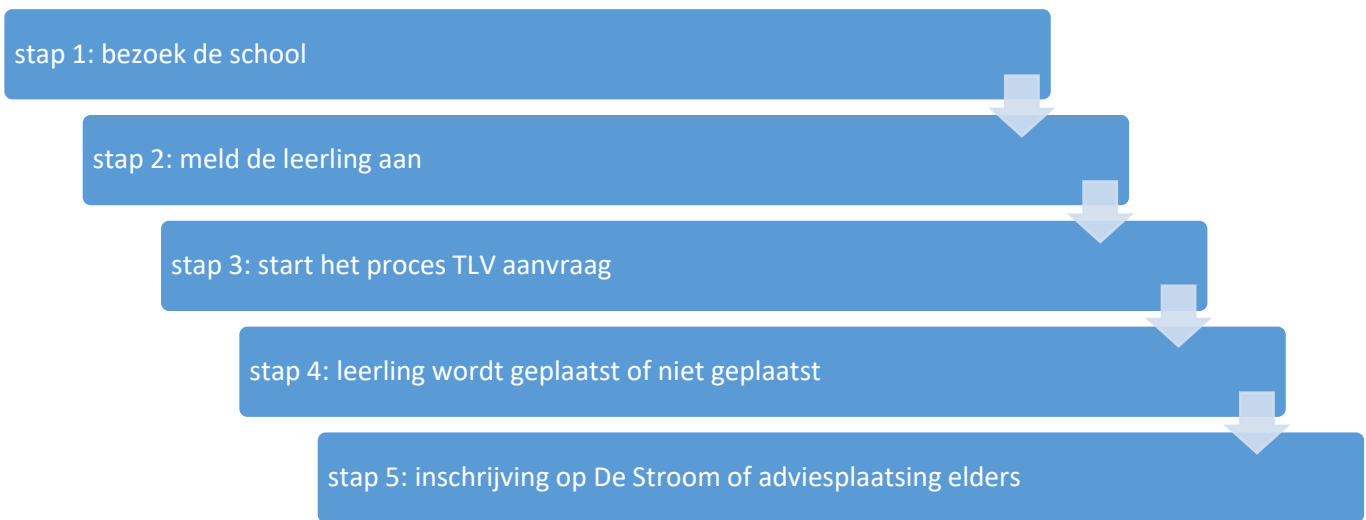 stap 1: bezoek de school
stap 2: meld de leerling aan
stap 3: start het proces TLV aanvraag
stap 4: leerling wordt geplaatst of niet geplaatst
stap 5: inschrijving op De Stroom of adviesplaatsing elders